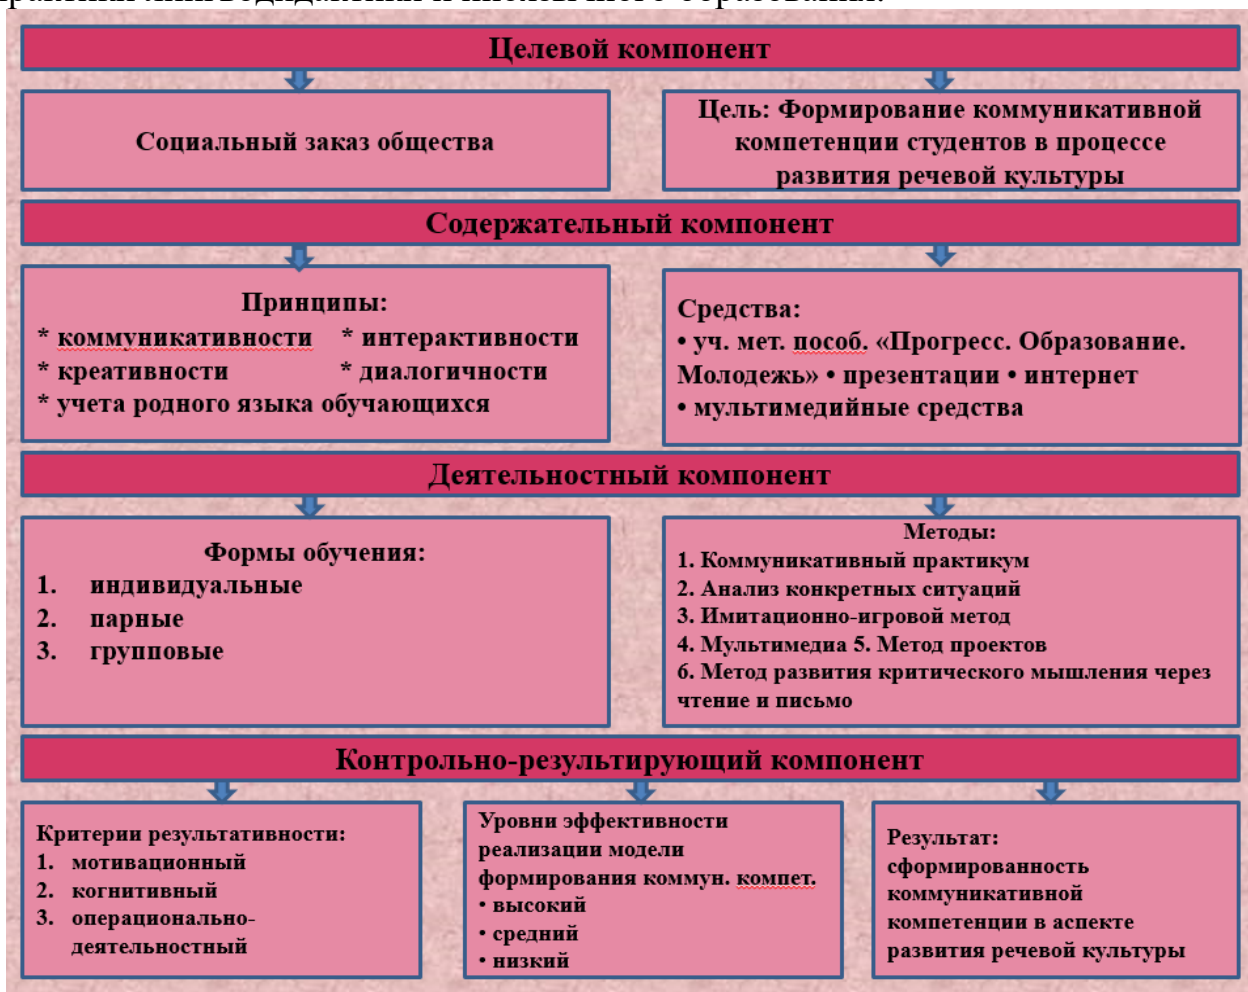 Целевой компонент
Социальный заказ общества
Цель: Формирование коммуникативной
компетенции студентов в процессе
развития речевой культуры
Содержательный компонент
Принципы:
* коммуникативности * интерактивности
* креативности * диалогичности
* учета родного языка обучающихся
Средства:
• уч. мет. пособ. «Прогресс. Образование.
Молодежь» • презентации • интернет
• мультимедийные средства
Деятельностный компонент
Формы обучения:
1. индивидуальные
2. парные
3. групповые
Методы:
1. Коммуникативный практикум
2. Анализ конкретных ситуаций
3. Имитационно-игровой метод
4. Мультимедиа 5. Метод проектов
6. Метод развития критического мышления через
чтение и письмо
Контрольно-результирующий компонент
Критерии результативности:
1. мотивационный
2. когнитивный
3. операционально-
деятельностный
Уровни эффективности
реализации модели
формирования коммун. компет.
• высокий
• средний
• низкий
Результат:
сформированность
коммуникативной
компетенции в аспекте
развития речевой культуры